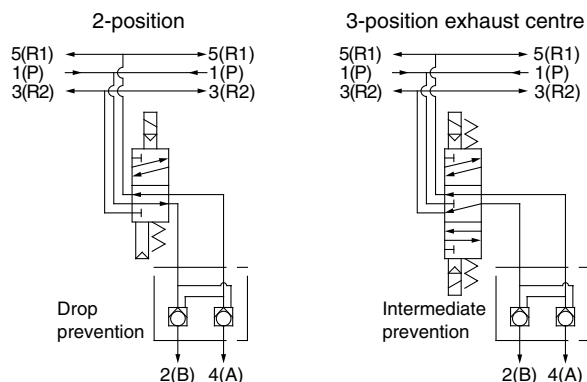 2-position
5(R1) 5(R1)
1(P) 1(P)
3(R2) 3(R2)
Drop
prevention
2(B) 4(A)
3-position exhaust centre
5(R1) 5(R1)
1(P) 1(P)
3(R2) 3(R2)
Intermediate
prevention
2(B) 4(A)